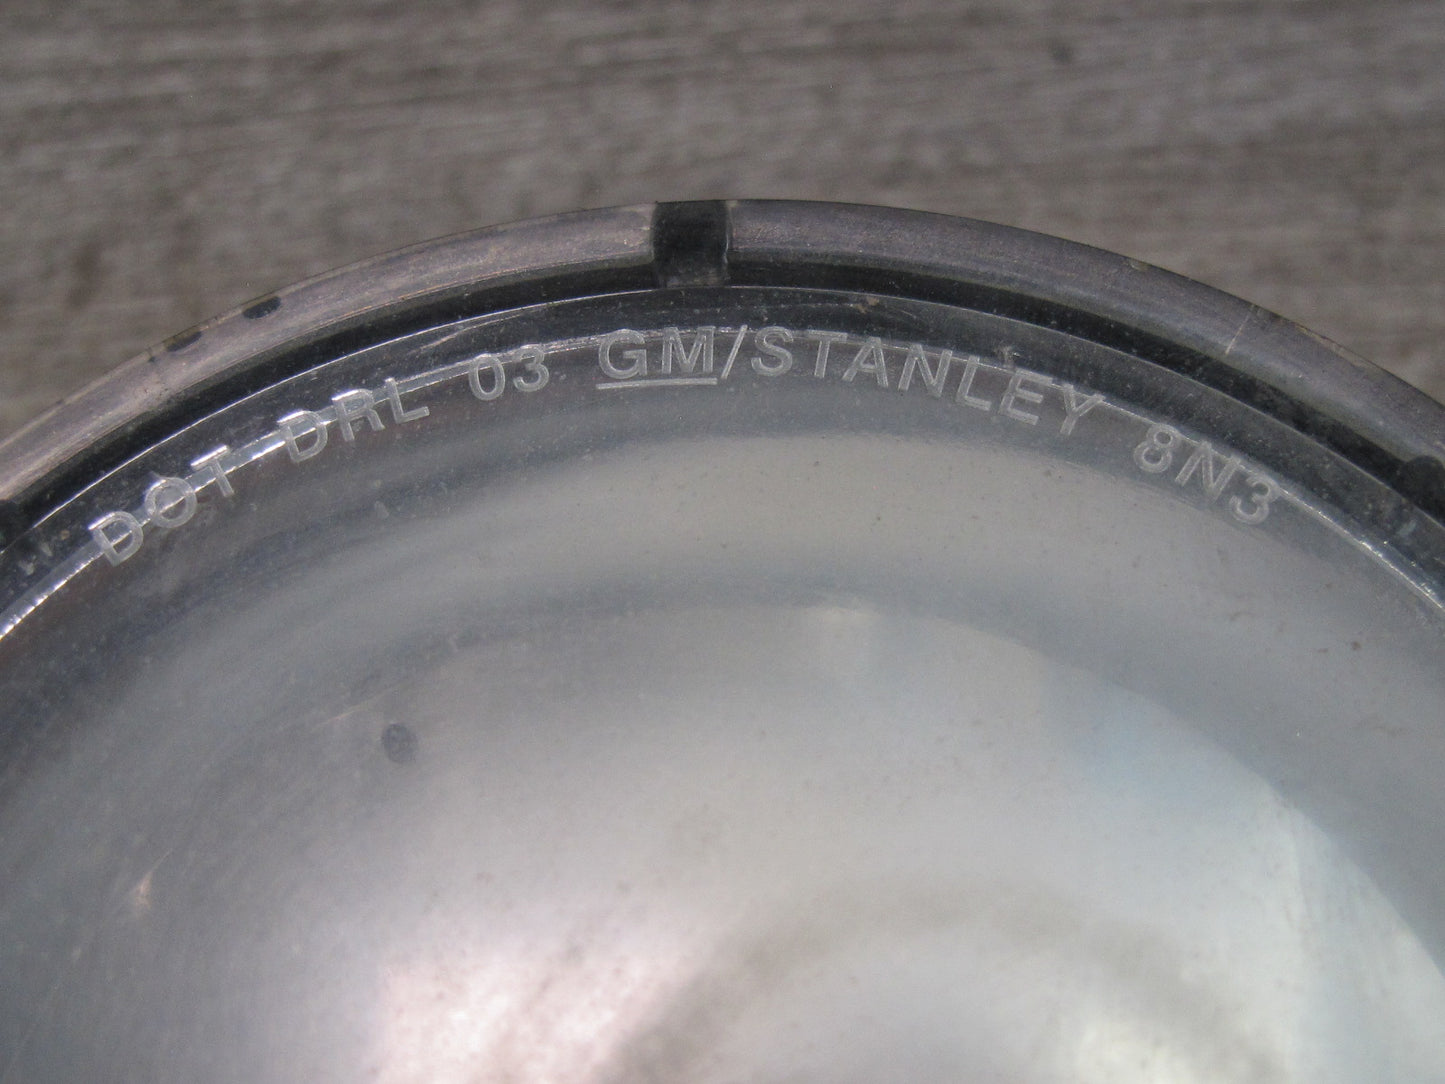 DOT DRL 03 GM/STANLEY 8N3